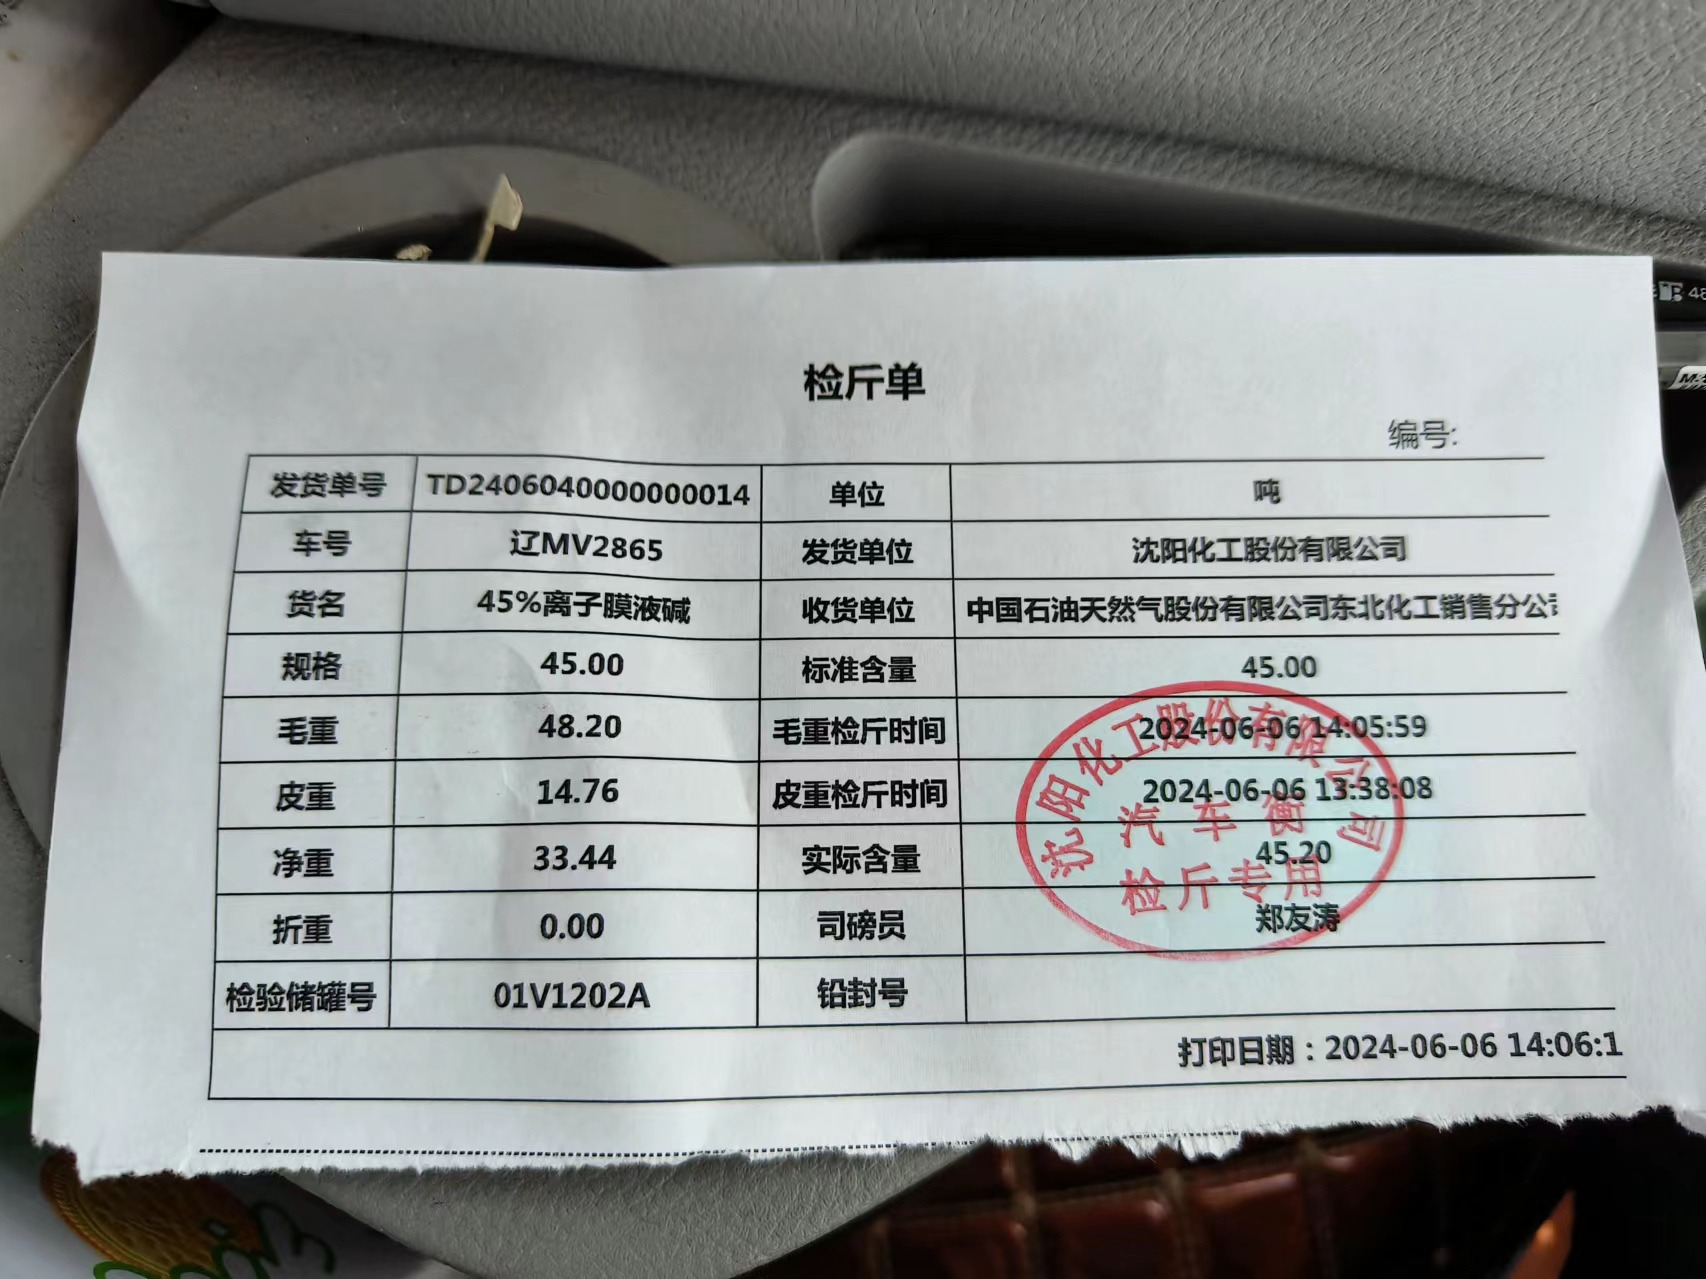 检斤单
编号:
发货单号 TD2406040000000014 单位 吨
车号 辽MV2865 发货单位 沈阳化工股份有限公司
货名 45%离子膜液碱 收货单位 中国石油天然气股份有限公司东北化工销售分公
规格 45.00 标准含量 45.00
毛重 48.20 毛重检斤时间 2024-06-06 14:05:59
皮重 14.76 皮重检斤时间 2024-06-06 13:38:08
净重 33.44 实际含量 45.20
折重 0.00 司磅员 郑友涛
检验储罐号 01V1202A 铅封号
打印日期：2024-06-06 14:06:1
沈阳化工股份有限公司
汽车衡
检斤专用